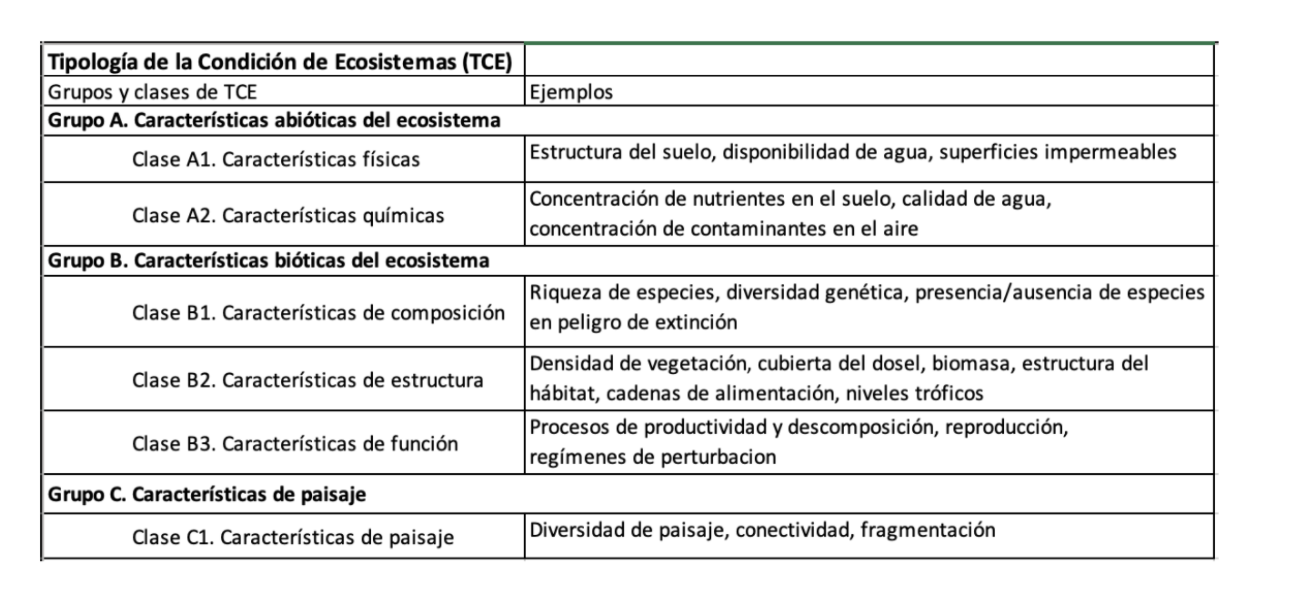 Tipología de la Condición de Ecosistemas (TCE)
Grupos y clases de TCE Ejemplos
Grupo A. Características abióticas del ecosistema
Clase A1. Características físicas Estructura del suelo, disponibilidad de agua, superficies impermeables
Clase A2. Características químicas Concentración de nutrientes en el suelo, calidad de agua,
concentración de contaminantes en el aire
Grupo B. Características bióticas del ecosistema
Clase B1. Características de composición Riqueza de especies, diversidad genética, presencia/ausencia de especies
en peligro de extinción
Clase B2. Características de estructura Densidad de vegetación, cubierta del dosel, biomasa, estructura del
hábitat, cadenas de alimentación, niveles tróficos
Clase B3. Características de función Procesos de productividad y descomposición, reproducción,
regímenes de perturbacion
Grupo C. Características de paisaje
Clase C1. Características de paisaje Diversidad de paisaje, conectividad, fragmentación